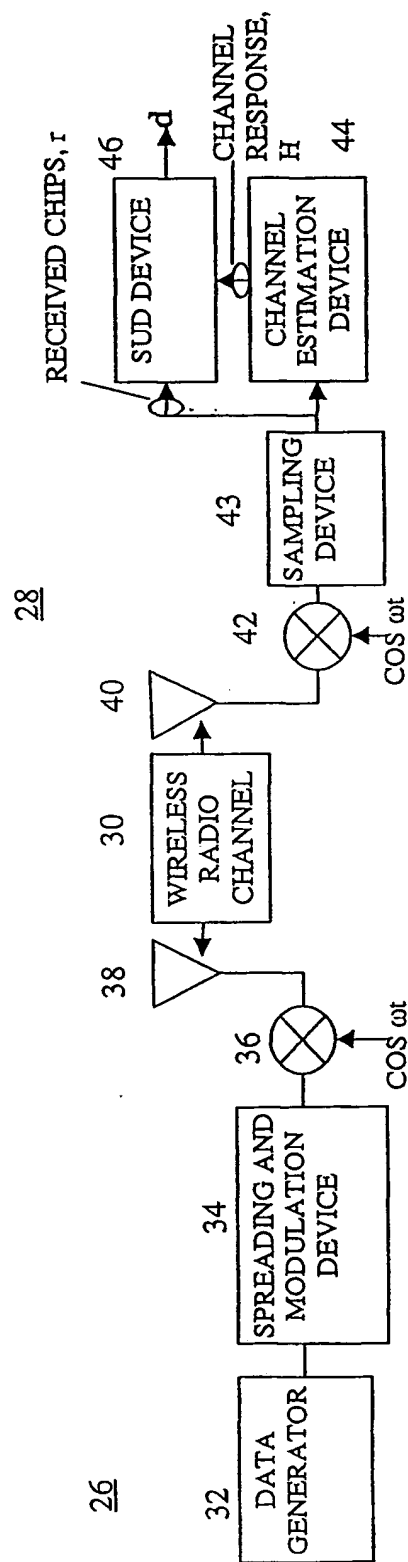 26
28
32
DATA
GENERATOR
34
SPREADING AND
MODULATION
DEVICE
36
COS ωt
38
30
WIRELESS
RADIO
CHANNEL
40
42
COS ωt
43
SAMPLING
DEVICE
RECEIVED CHIPS, r
SUD DEVICE
46
d
CHANNEL
RESPONSE,
H
CHANNEL
ESTIMATION
DEVICE
44